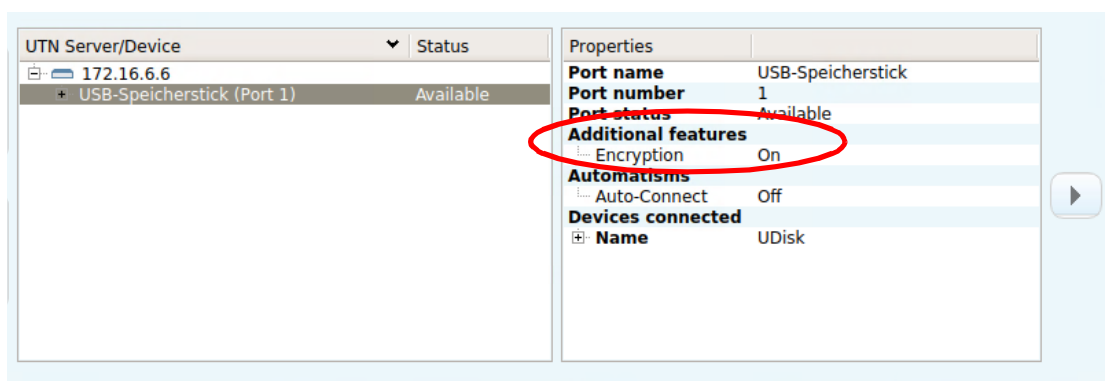 UTN Server/Device Status
172.16.6.6
USB-Speicherstick (Port 1) Available
Properties
Port name USB-Speicherstick
Port number 1
Port status Available
Additional features
Encryption On
Automatisms
Auto-Connect Off
Devices connected
Name UDisk